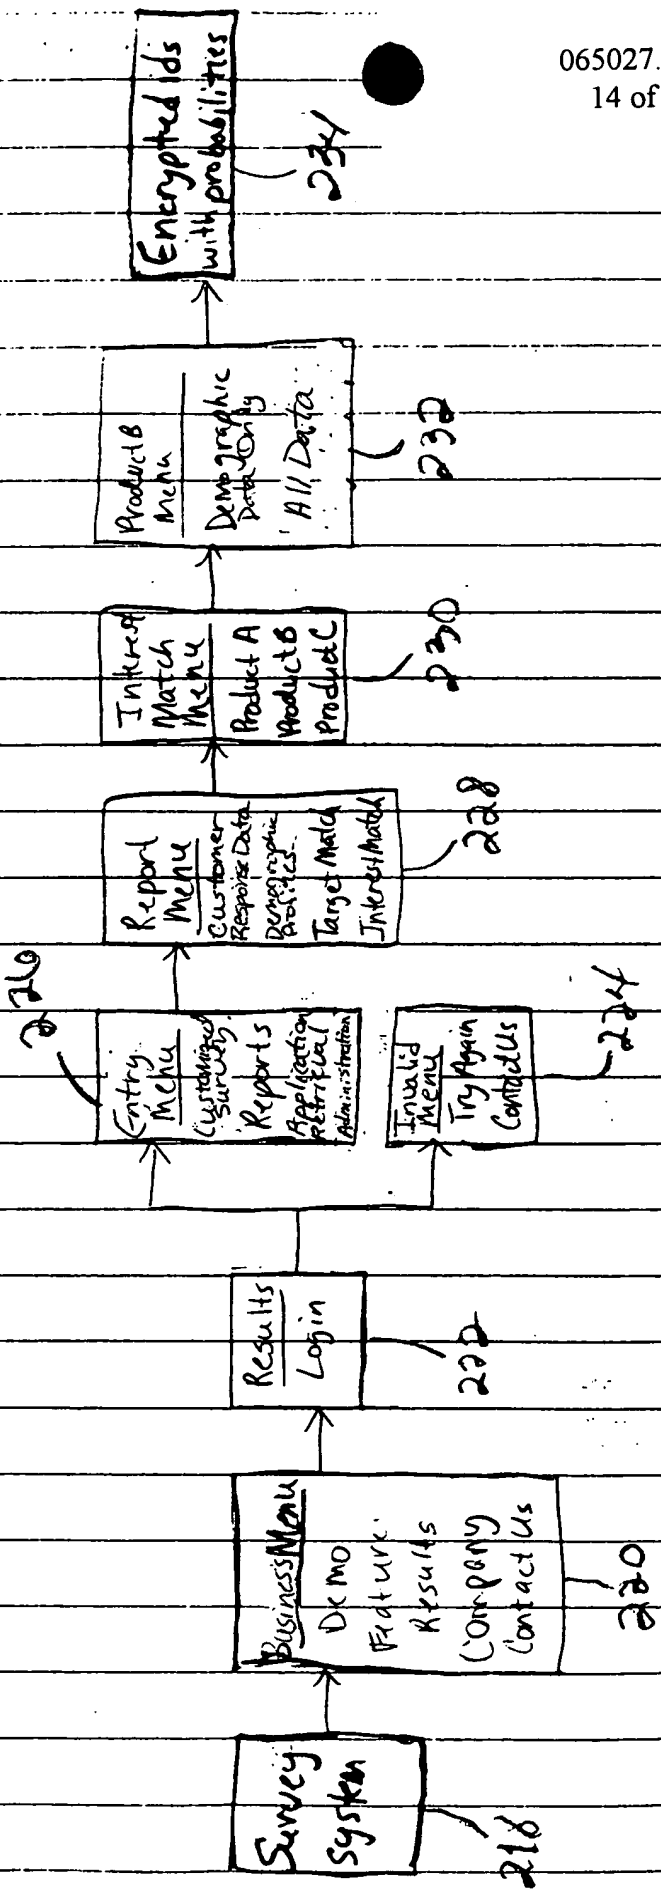 065027.
14 of
Survey
System
218
Business Menu
Demo
Feature
Results
Company
Contact Us
220
Results
Login
222
Entry
Menu
Customized
Survey
Reports
Application
Retrieval
Administration
226
Invalid
Menu
Try Again
Contact Us
224
Report
Menu
Customer
Response Data
Demographic
Profiles
Target Match
Interest Match
228
Interest
Match
Menu
Product A
Product B
Product C
230
Product B
Menu
Demographic
Data Only
All Data
232
Encrypted Ids
with probabilities
234